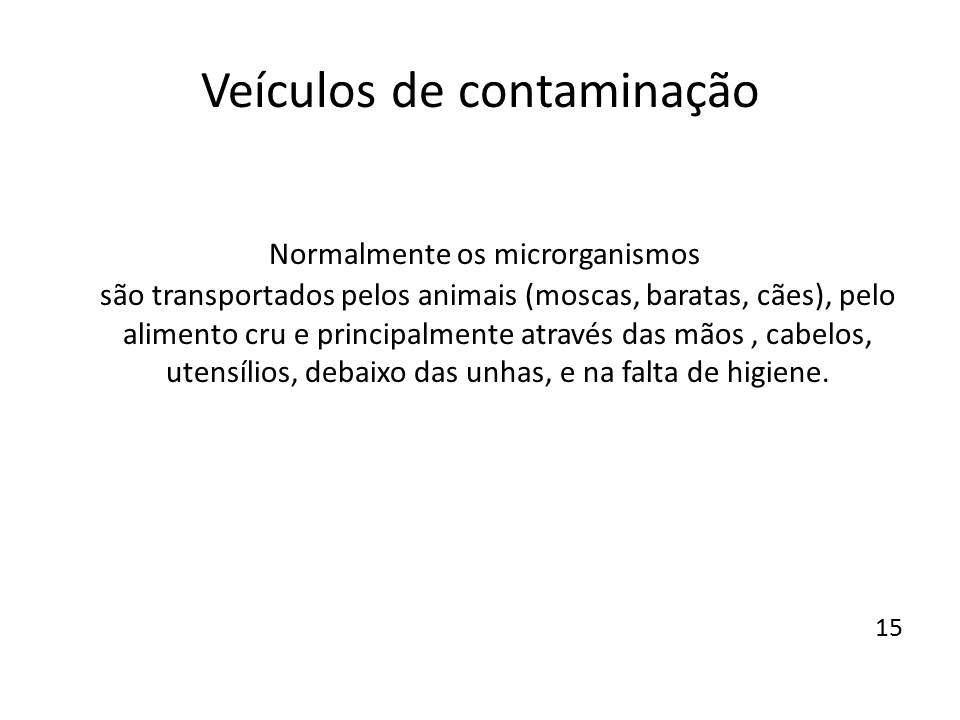 Veículos de contaminação
Normalmente os microrganismos
são transportados pelos animais (moscas, baratas, cães), pelo
alimento cru e principalmente através das mãos , cabelos,
utensílios, debaixo das unhas, e na falta de higiene.
15